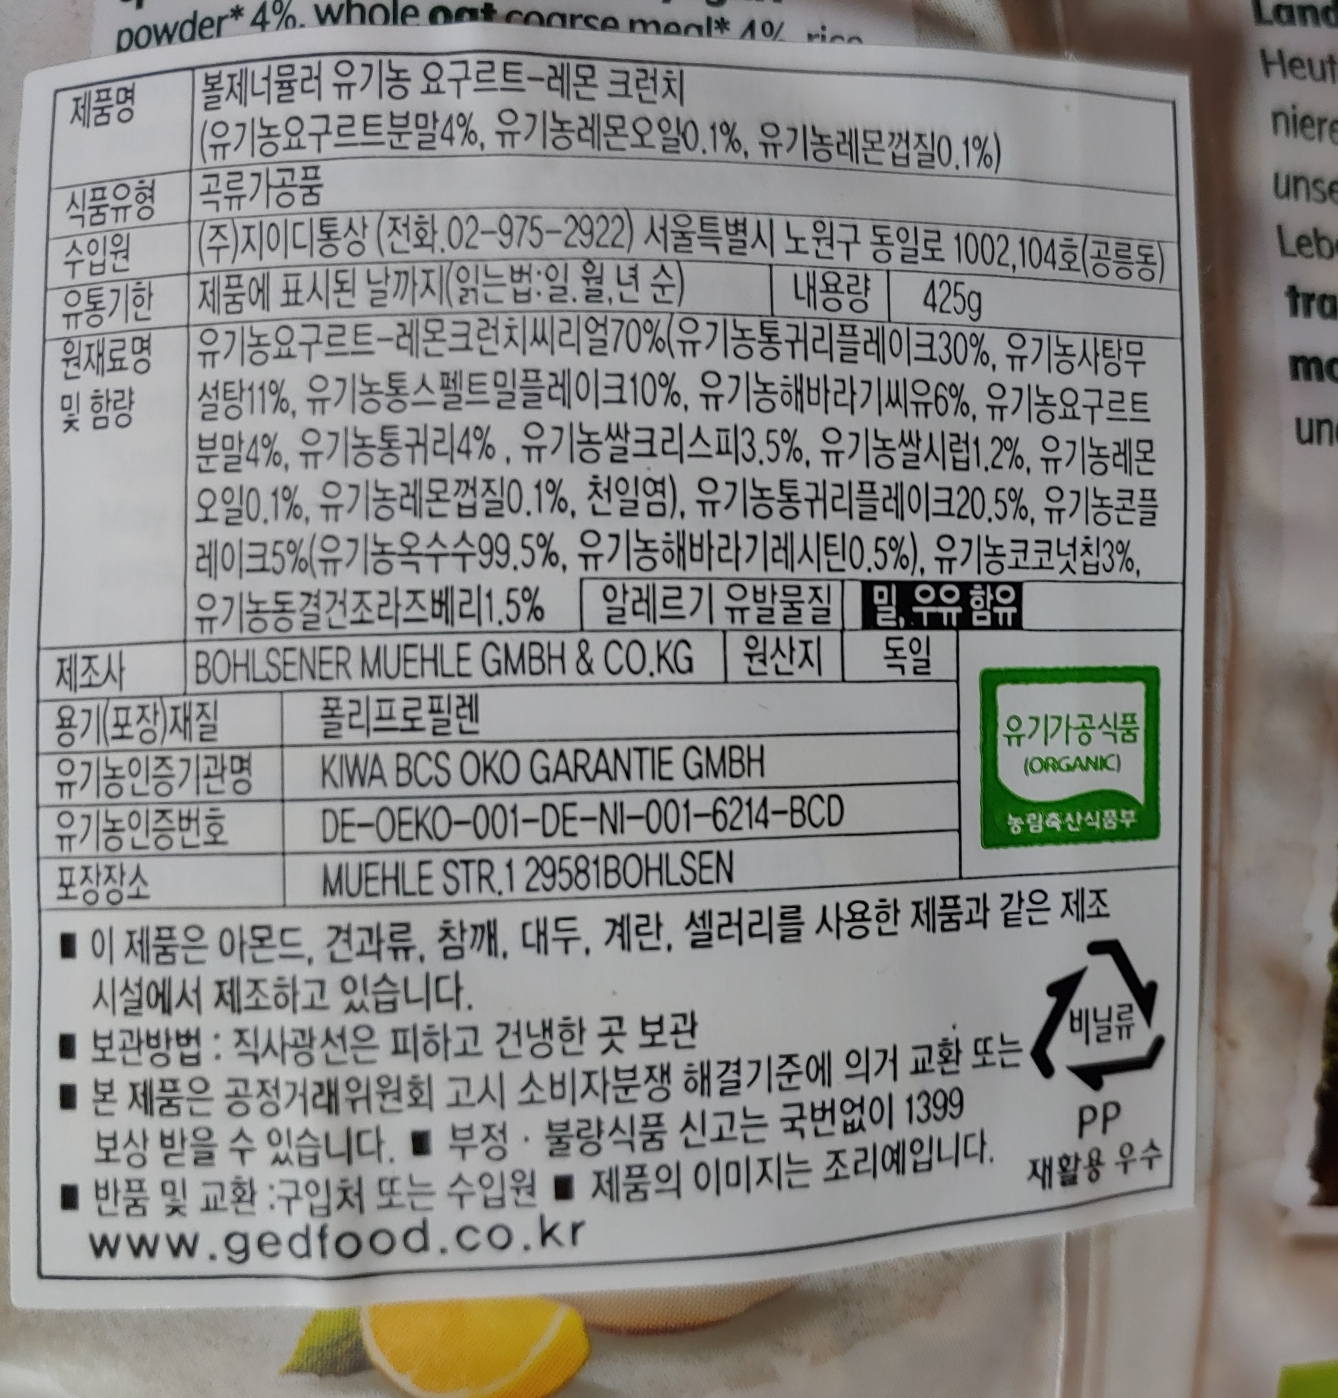 powder* 4%, whole oat coarse meal* 4%, rice
제품명
볼제너뮬러 유기농 요구르트-레몬 크런치
(유기농요구르트분말4%, 유기농레몬오일0.1%, 유기농레몬껍질0.1%)
식품유형 곡류가공품
수입원 (주)지이디통상 (전화.02-975-2922) 서울특별시 노원구 동일로 1002,104호(공릉동)
유통기한 제품에 표시된 날까지(읽는법:일.월,년 순) 내용량 425g
원재료명 유기농요구르트-레몬크런치씨리얼70%(유기농통귀리플레이크30%, 유기농사탕무
및 함량 설탕11%, 유기농통스펠트밀플레이크10%, 유기농해바라기씨유6%, 유기농요구르트
분말4%, 유기농통귀리4% , 유기농쌀크리스피3.5%, 유기농쌀시럽1.2%, 유기농레몬
오일0.1%, 유기농레몬껍질0.1%, 천일염), 유기농통귀리플레이크20.5%, 유기농콘플
레이크5%(유기농옥수수99.5%, 유기농해바라기레시틴0.5%), 유기농코코넛칩3%,
유기농동결건조라즈베리1.5% 알레르기 유발물질 밀, 우유 함유
제조사 BOHLSENER MUEHLE GMBH & CO.KG 원산지 독일
용기(포장)재질 폴리프로필렌
유기농인증기관명 KIWA BCS OKO GARANTIE GMBH
유기농인증번호 DE-OEKO-001-DE-NI-001-6214-BCD
포장장소 MUEHLE STR.1 29581BOHLSEN
유기가공식품
(ORGANIC)
농림축산식품부
■ 이 제품은 아몬드, 견과류, 참깨, 대두, 계란, 셀러리를 사용한 제품과 같은 제조
시설에서 제조하고 있습니다.
■ 보관방법 : 직사광선은 피하고 건냉한 곳 보관
■ 본 제품은 공정거래위원회 고시 소비자분쟁 해결기준에 의거 교환 또는
보상 받을 수 있습니다. ■ 부정 · 불량식품 신고는 국번없이 1399
■ 반품 및 교환 :구입처 또는 수입원 ■ 제품의 이미지는 조리예입니다.
www.gedfood.co.kr
비닐류
PP
재활용 우수
Land
Heut
niere
unse
Leb
tra
mo
und